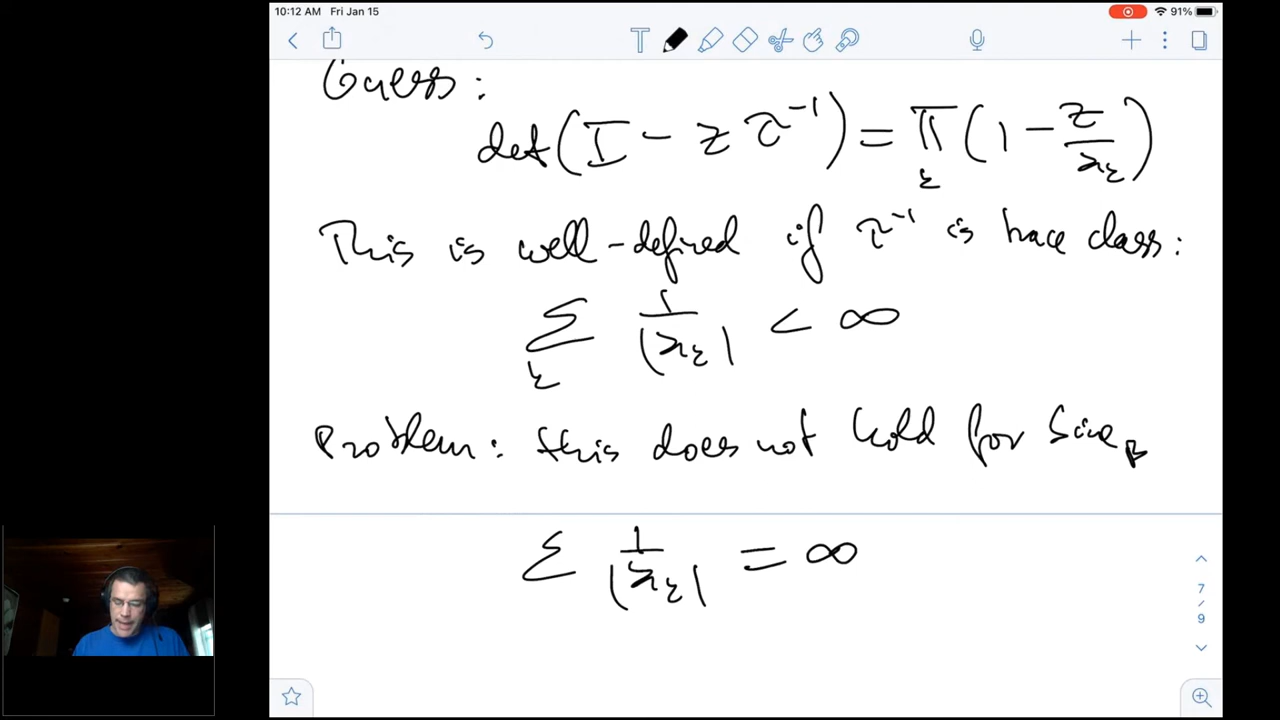 10:12 AM Fri Jan 15
91%
Guess:
det(I - z τ⁻¹) = ∏ₖ (1 - z/λₖ)
This is well-defined if τ⁻¹ is trace class:
∑ₖ 1/|λₖ| < ∞
Problem: this does not hold for Sine_β
∑ 1/|λₖ| = ∞
7
/
9